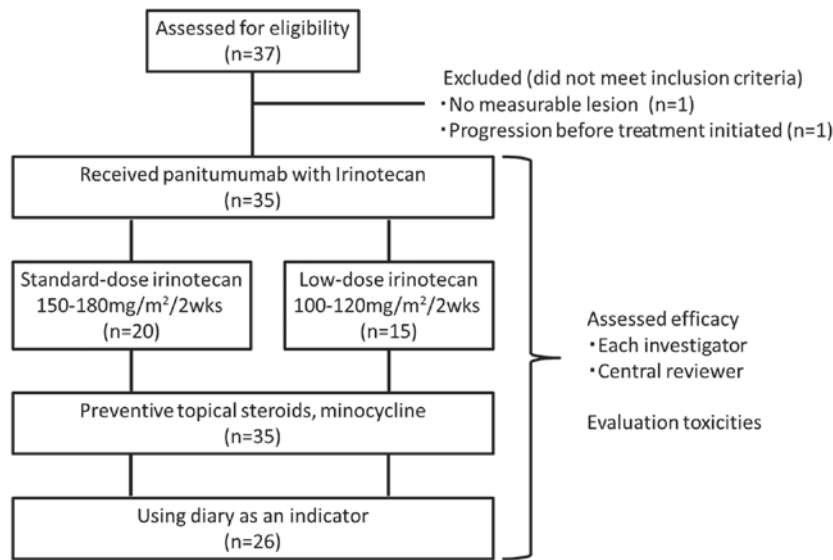 Assessed for eligibility
(n=37)
Excluded (did not meet inclusion criteria)
・No measurable lesion (n=1)
・Progression before treatment initiated (n=1)
Received panitumumab with Irinotecan
(n=35)
Standard-dose irinotecan
150-180mg/m²/2wks
(n=20)
Low-dose irinotecan
100-120mg/m²/2wks
(n=15)
Assessed efficacy
・Each investigator
・Central reviewer
Evaluation toxicities
Preventive topical steroids, minocycline
(n=35)
Using diary as an indicator
(n=26)